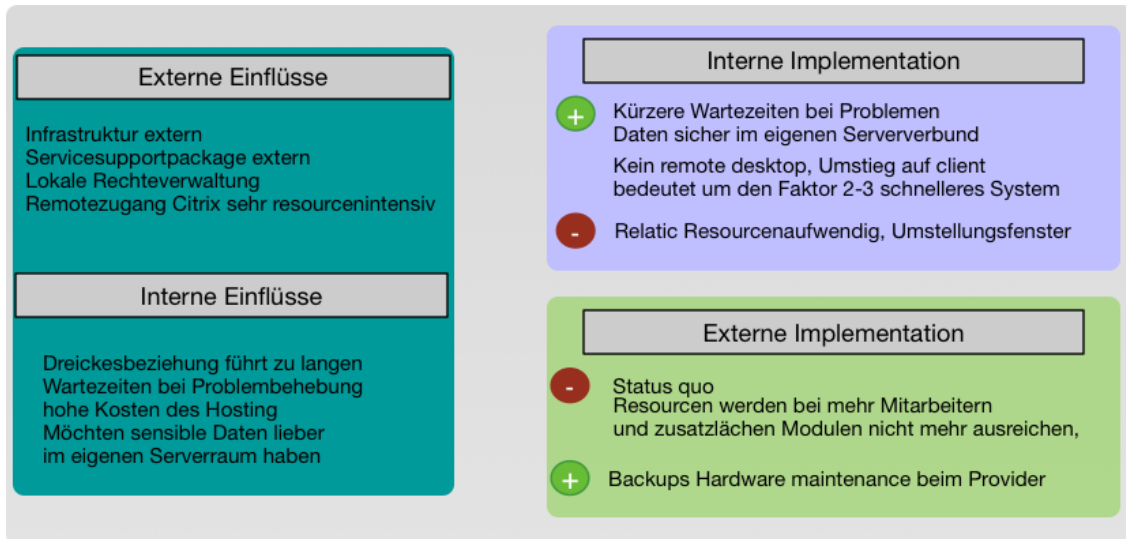 Externe Einflüsse
Infrastruktur extern
Servicesupportpackage extern
Lokale Rechteverwaltung
Remotezugang Citrix sehr resourcenintensiv
Interne Einflüsse
Dreickesbeziehung führt zu langen
Wartezeiten bei Problembehebung
hohe Kosten des Hosting
Möchten sensible Daten lieber
im eigenen Serverraum haben
Interne Implementation
+
Kürzere Wartezeiten bei Problemen
Daten sicher im eigenen Serververbund
Kein remote desktop, Umstieg auf client
bedeutet um den Faktor 2-3 schnelleres System
-
Relatic Resourcenaufwendig, Umstellungsfenster
Externe Implementation
-
Status quo
Resourcen werden bei mehr Mitarbeitern
und zusatzlächen Modulen nicht mehr ausreichen,
+
Backups Hardware maintenance beim Provider